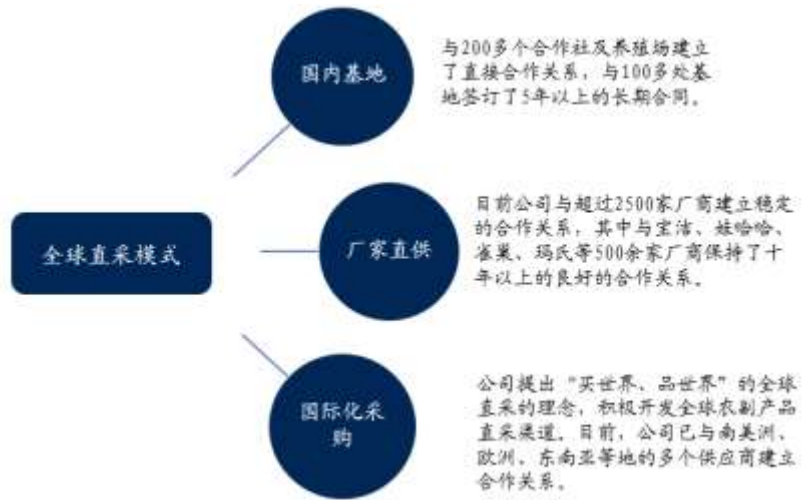 国内基地
与200多个合作社及养殖场建立
了直接合作关系，与100多处基
地签订了5年以上的长期合同。
全球直采模式
厂家直供
目前公司与超过2500家厂商建立稳定
的合作关系，其中与宝洁、娃哈哈、
雀巢、玛氏等500余家厂商保持了十
年以上的良好的合作关系。
国际化采
购
公司提出“买世界、品世界”的全球
直采的理念，积极开发全球农副产品
直采渠道。目前，公司已与南美洲、
欧洲、东南亚等地的多个供应商建立
合作关系。